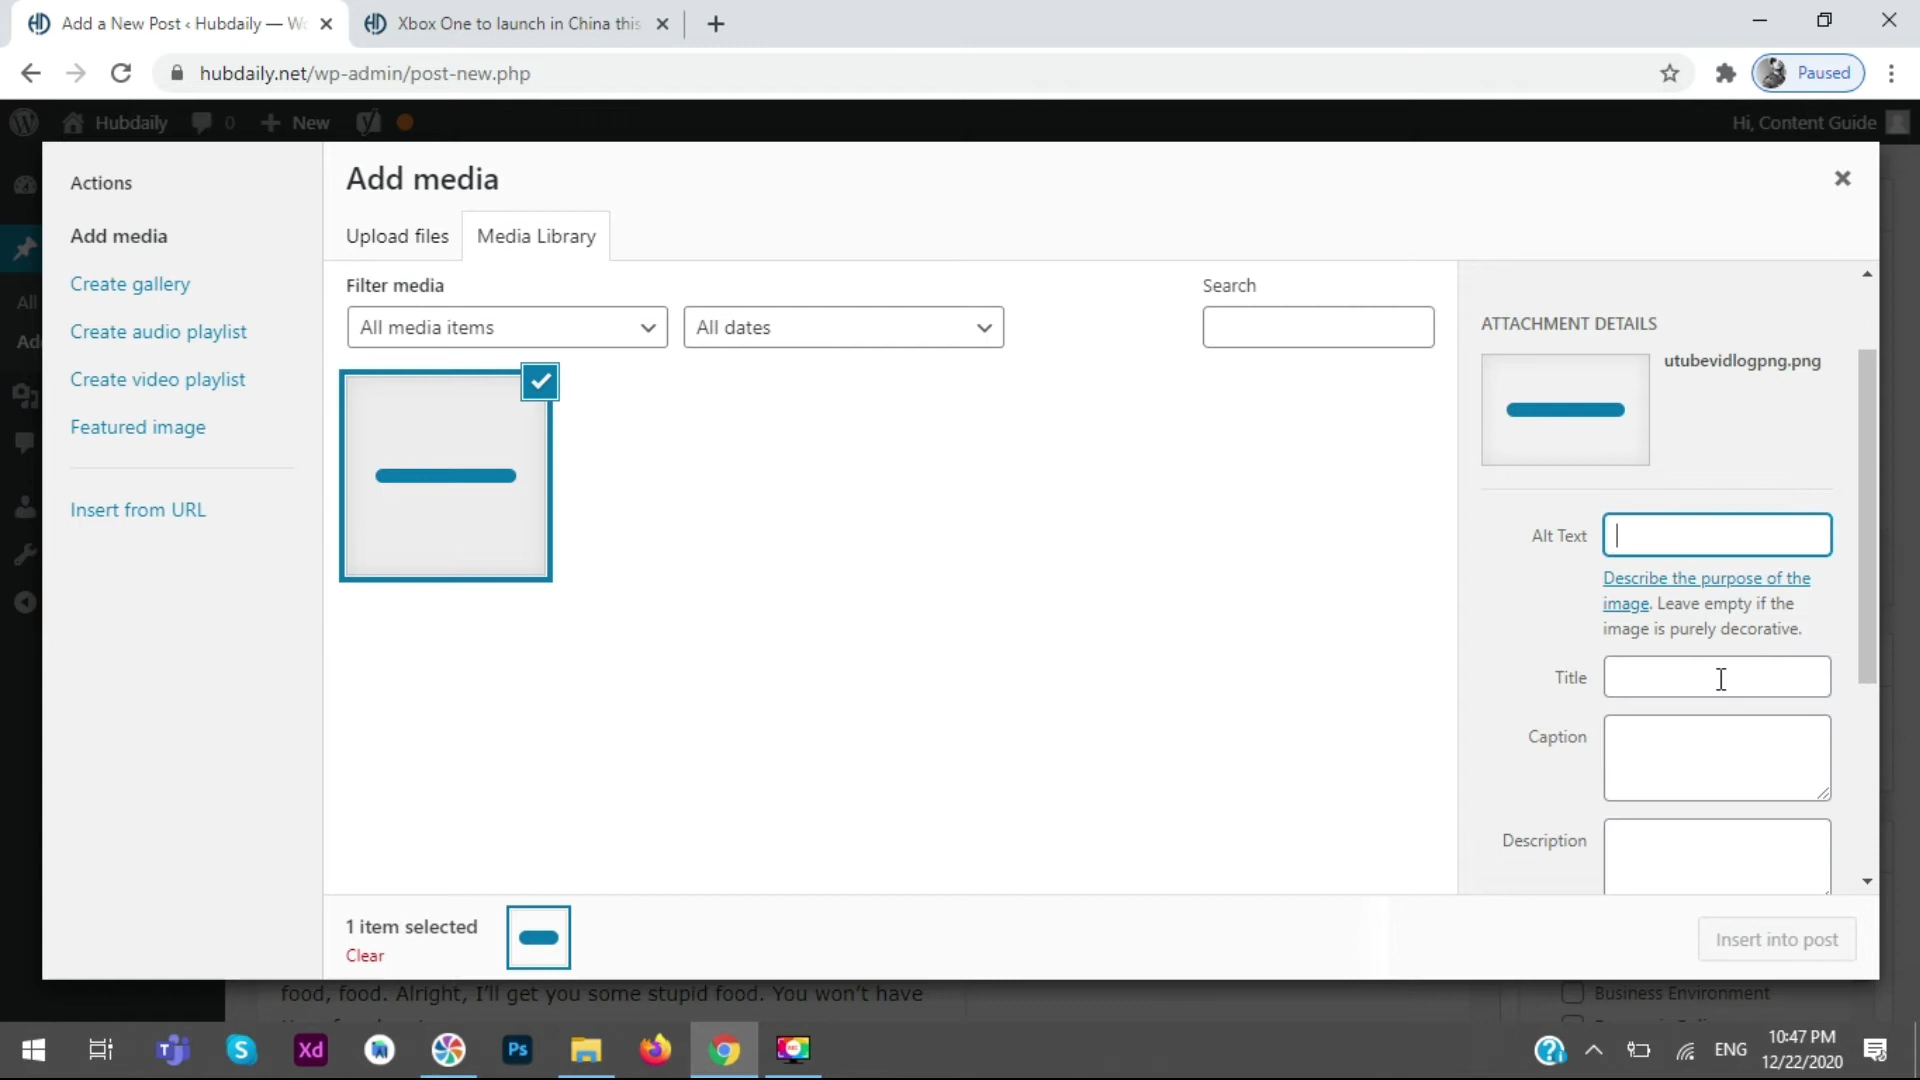 Add a New Post ‹ Hubdaily — Wo
Xbox One to launch in China this
hubdaily.net/wp-admin/post-new.php
Paused
Hubdaily
0
New
Hi, Content Guide
Actions
Add media
Create gallery
Create audio playlist
Create video playlist
Featured image
Insert from URL
All
Add
Add media
Upload files
Media Library
Filter media
All media items
All dates
Search
ATTACHMENT DETAILS
utubevidlogpng.png
Alt Text
Describe the purpose of the
image. Leave empty if the
image is purely decorative.
Title
Caption
Description
1 item selected
Clear
Insert into post
food, food. Alright, I'll get you some stupid food. You won't have
Business Environment
Xd
Ps
ENG
10:47 PM
12/22/2020